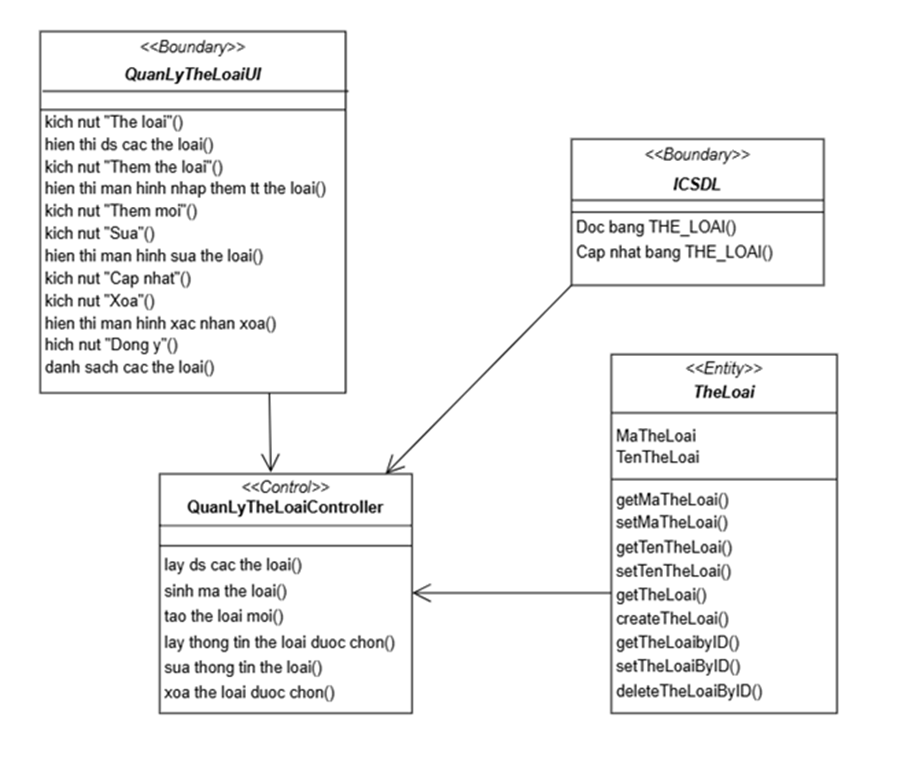 <<Boundary>>
QuanLyTheLoaiUI
kich nut "The loai"()
hien thi ds cac the loai()
kich nut "Them the loai"()
hien thi man hinh nhap them tt the loai()
kich nut "Them moi"()
kich nut "Sua"()
hien thi man hinh sua the loai()
kich nut "Cap nhat"()
kich nut "Xoa"()
hien thi man hinh xac nhan xoa()
hich nut "Dong y"()
danh sach cac the loai()
<<Boundary>>
ICSDL
Doc bang THE_LOAI()
Cap nhat bang THE_LOAI()
<<Entity>>
TheLoai
MaTheLoai
TenTheLoai
getMaTheLoai()
setMaTheLoai()
getTenTheLoai()
setTenTheLoai()
getTheLoai()
createTheLoai()
getTheLoaibyID()
setTheLoaiByID()
deleteTheLoaiByID()
<<Control>>
QuanLyTheLoaiController
lay ds cac the loai()
sinh ma the loai()
tao the loai moi()
lay thong tin the loai duoc chon()
sua thong tin the loai()
xoa the loai duoc chon()